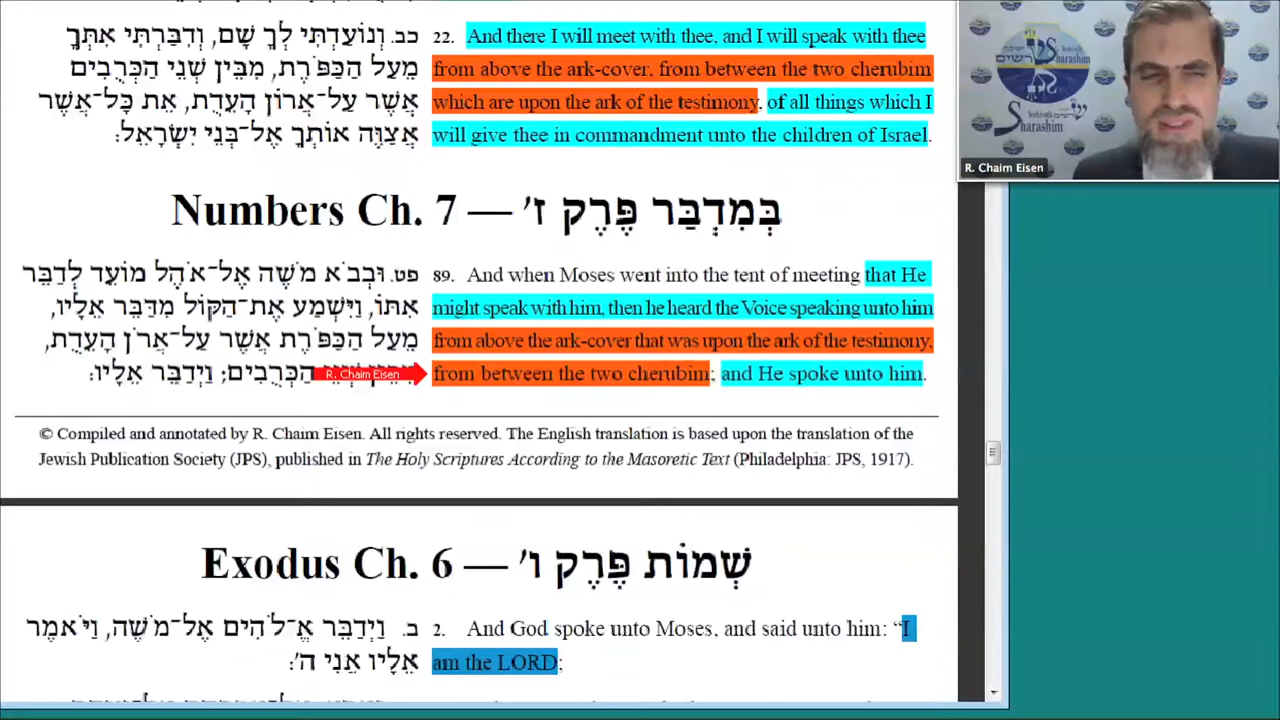 כב. וְנוֹעַדְתִּי לְךָ שָׁם, וְדִבַּרְתִּי אִתְּךָ
מֵעַל הַכַּפֹּרֶת, מִבֵּין שְׁנֵי הַכְּרֻבִים
אֲשֶׁר עַל־אֲרוֹן הָעֵדֻת, אֵת כָּל־אֲשֶׁר
אֲצַוֶּה אוֹתְךָ אֶל־בְּנֵי יִשְׂרָאֵל:
22. And there I will meet with thee, and I will speak with thee
from above the ark-cover, from between the two cherubim
which are upon the ark of the testimony, of all things which I
will give thee in commandment unto the children of Israel.
Numbers Ch. 7 — בְּמִדְבַּר פֶּרֶק ז'
פט. וּבְבֹא מֹשֶׁה אֶל־אֹהֶל מוֹעֵד לְדַבֵּר
אִתּוֹ, וַיִּשְׁמַע אֶת־הַקּוֹל מִדַּבֵּר אֵלָיו,
מֵעַל הַכַּפֹּרֶת אֲשֶׁר עַל־אֲרֹן הָעֵדֻת,
הַכְּרֻבִים; וַיְדַבֵּר אֵלָיו:
R. Chaim Eisen
89. And when Moses went into the tent of meeting that He
might speak with him, then he heard the Voice speaking unto him
from above the ark-cover that was upon the ark of the testimony,
from between the two cherubim; and He spoke unto him.
© Compiled and annotated by R. Chaim Eisen. All rights reserved. The English translation is based upon the translation of the
Jewish Publication Society (JPS), published in The Holy Scriptures According to the Masoretic Text (Philadelphia: JPS, 1917).
Exodus Ch. 6 — שְׁמוֹת פֶּרֶק ו'
ב. וַיְדַבֵּר אֱ־לֹהִים אֶל־מֹשֶׁה, וַיֹּאמֶר
אֵלָיו אֲנִי ה':
2. And God spoke unto Moses, and said unto him: “I
am the LORD;
Sharashim
R. Chaim Eisen